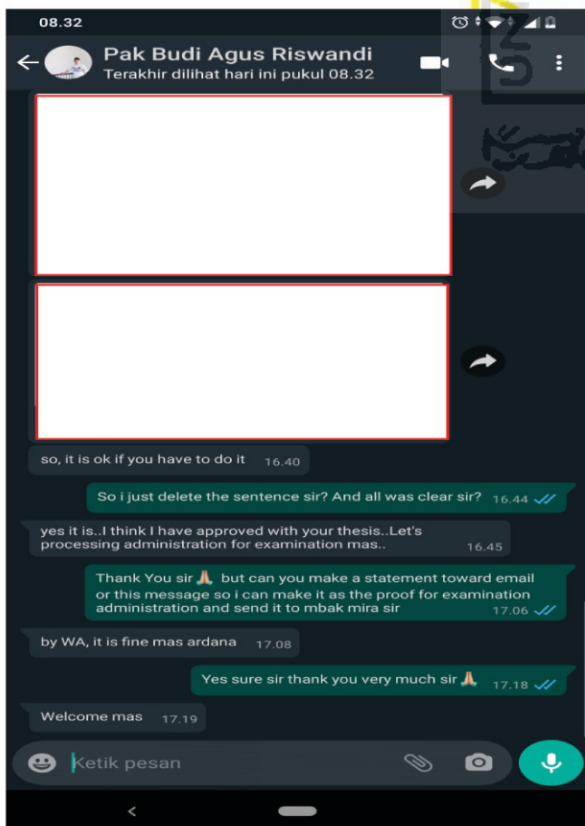 08.32
Pak Budi Agus Riswandi
Terakhir dilihat hari ini pukul 08.32
so, it is ok if you have to do it 16.40
So i just delete the sentence sir? And all was clear sir? 16.44
yes it is..I think I have approved with your thesis..Let's
processing administration for examination mas.. 16.45
Thank You sir 🙏 but can you make a statement toward email
or this message so i can make it as the proof for examination
administration and send it to mbak mira sir 17.06
by WA, it is fine mas ardana 17.08
Yes sure sir thank you very much sir 🙏 17.18
Welcome mas 17.19
Ketik pesan